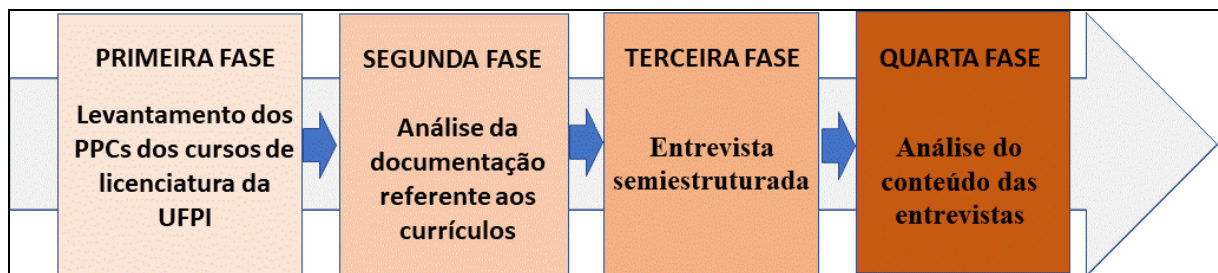 PRIMEIRA FASE
Levantamento dos
PPCs dos cursos de
licenciatura da
UFPI
SEGUNDA FASE
Análise da
documentação
referente aos
currículos
TERCEIRA FASE
Entrevista
semiestruturada
QUARTA FASE
Análise do
conteúdo das
entrevistas